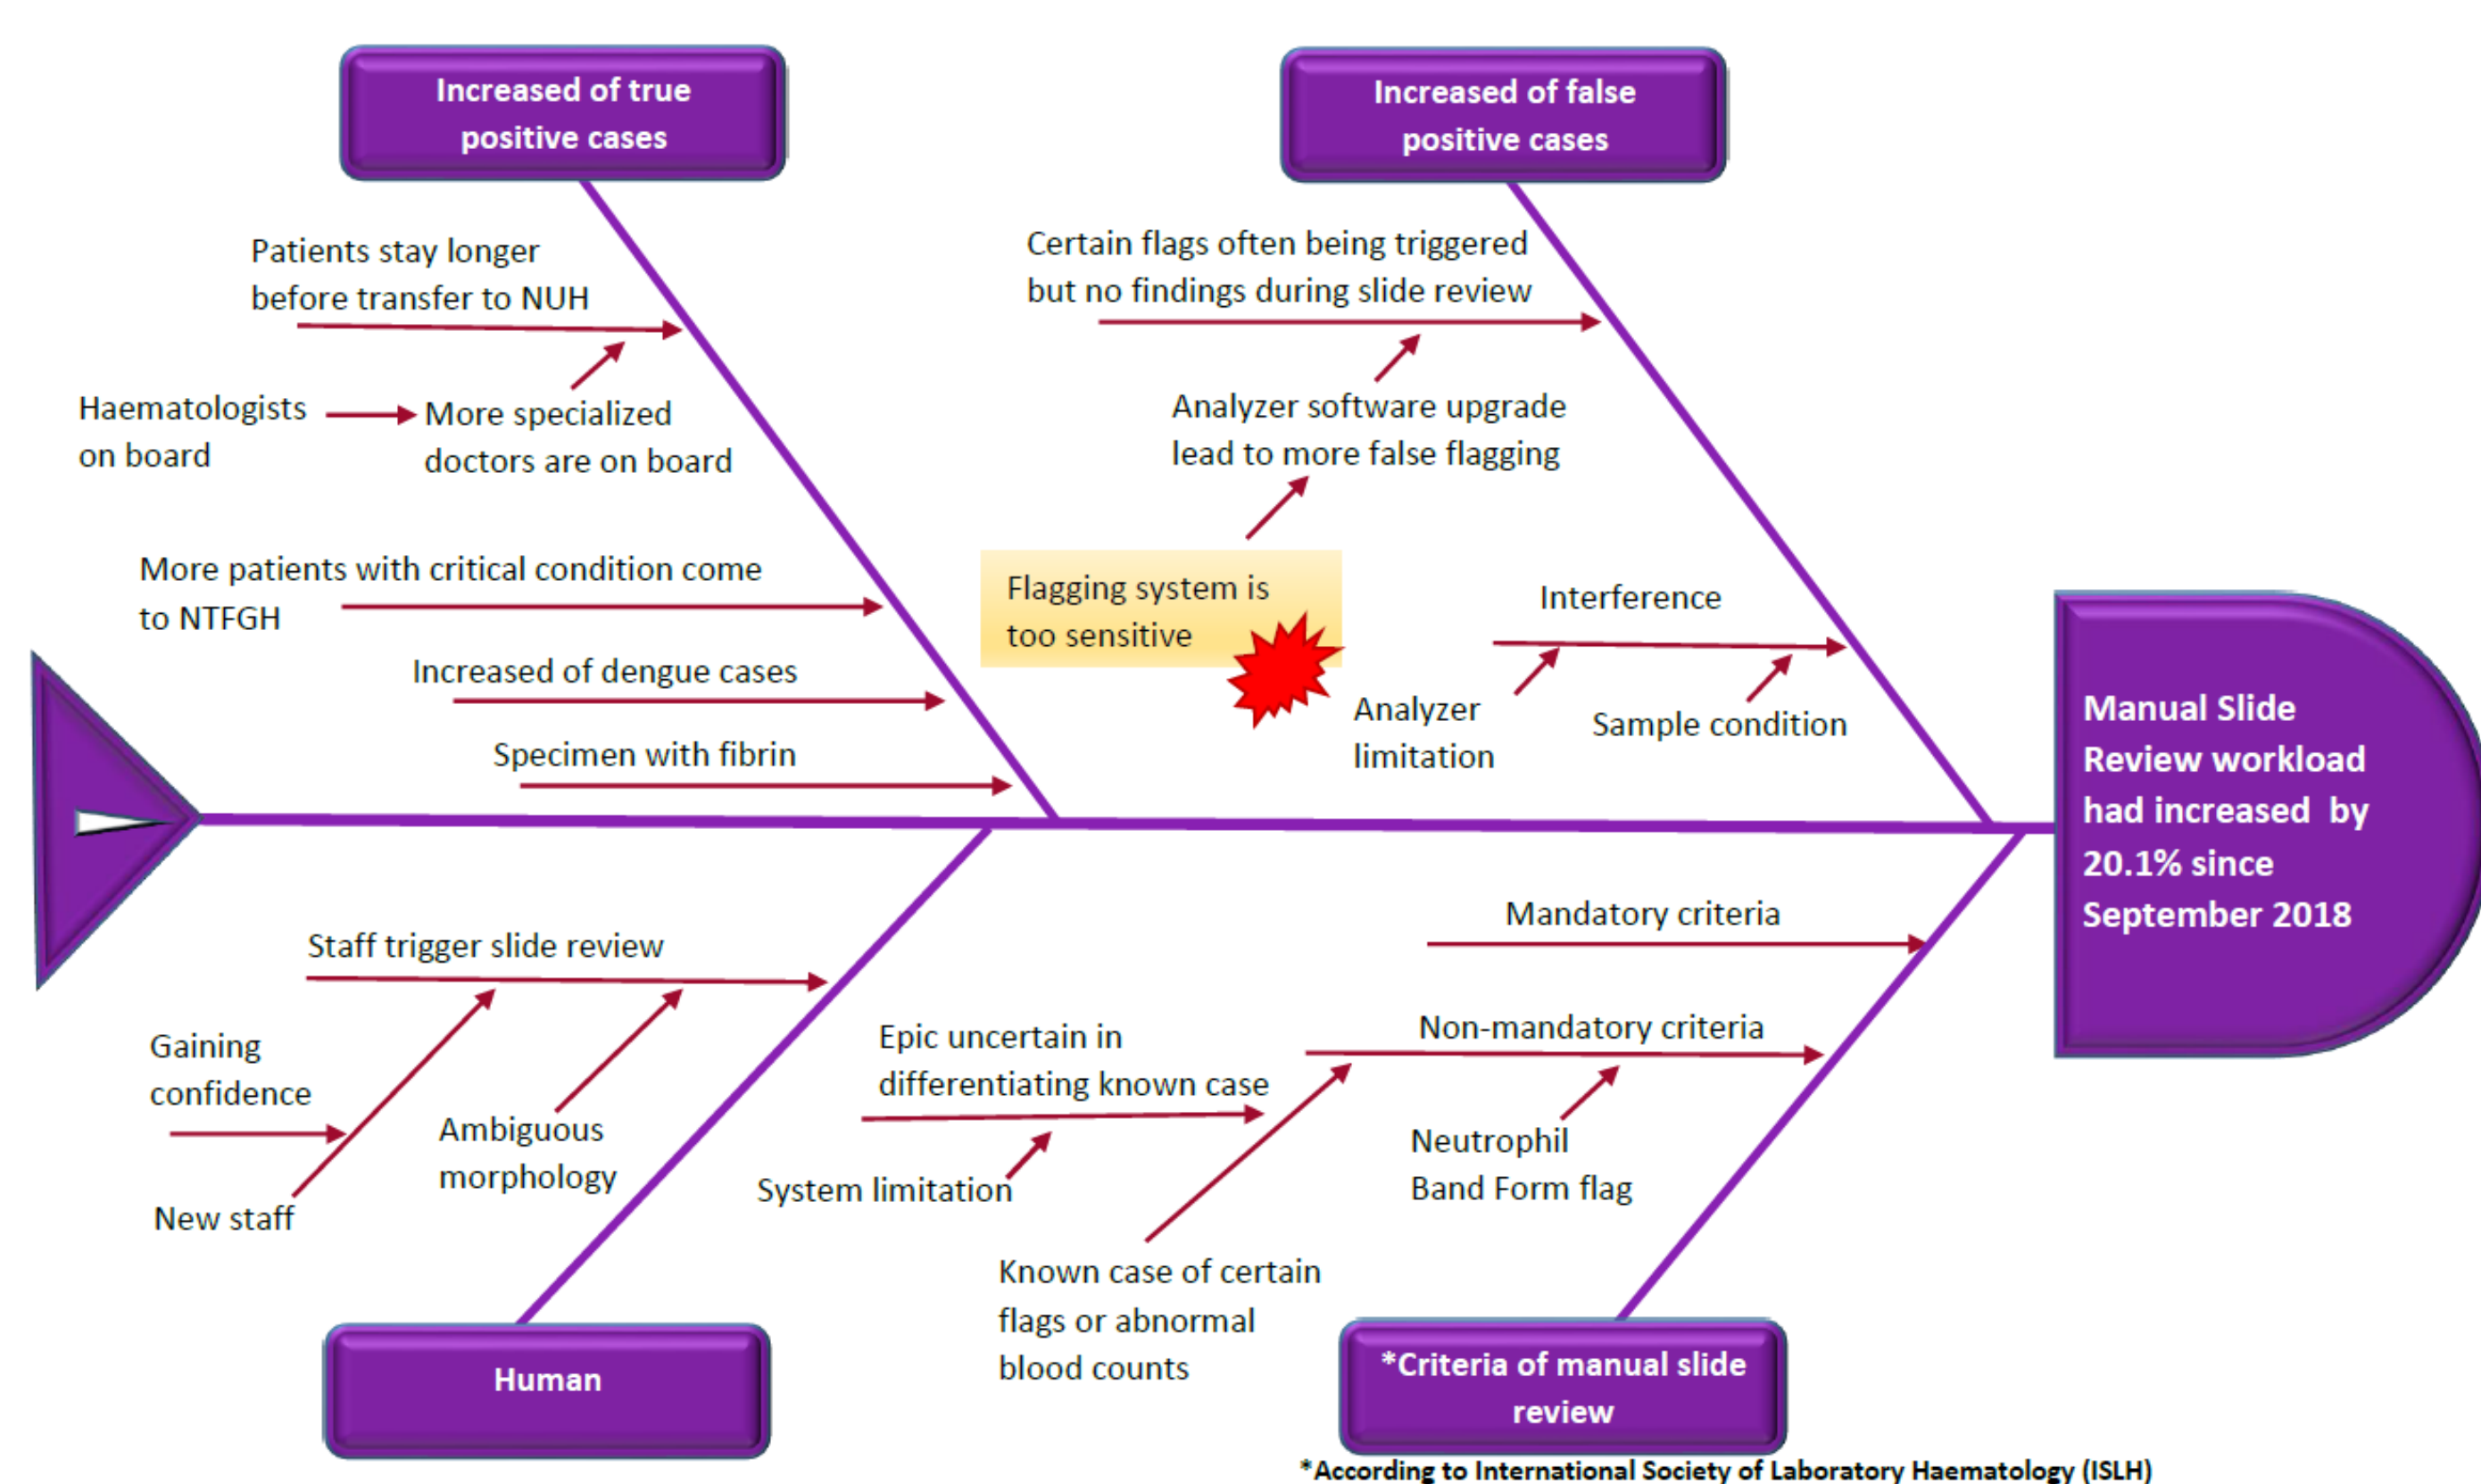 Increased of true
positive cases
Increased of false
positive cases
Patients stay longer
before transfer to NUH
Haematologists
on board
More specialized
doctors are on board
More patients with critical condition come
to NTFGH
Increased of dengue cases
Specimen with fibrin
Certain flags often being triggered
but no findings during slide review
Analyzer software upgrade
lead to more false flagging
Flagging system is
too sensitive
Interference
Analyzer
limitation
Sample condition
Manual Slide
Review workload
had increased by
20.1% since
September 2018
Staff trigger slide review
Gaining
confidence
New staff
Ambiguous
morphology
Human
Mandatory criteria
Non-mandatory criteria
Epic uncertain in
differentiating known case
System limitation
Neutrophil
Band Form flag
Known case of certain
flags or abnormal
blood counts
*Criteria of manual slide
review
*According to International Society of Laboratory Haematology (ISLH)